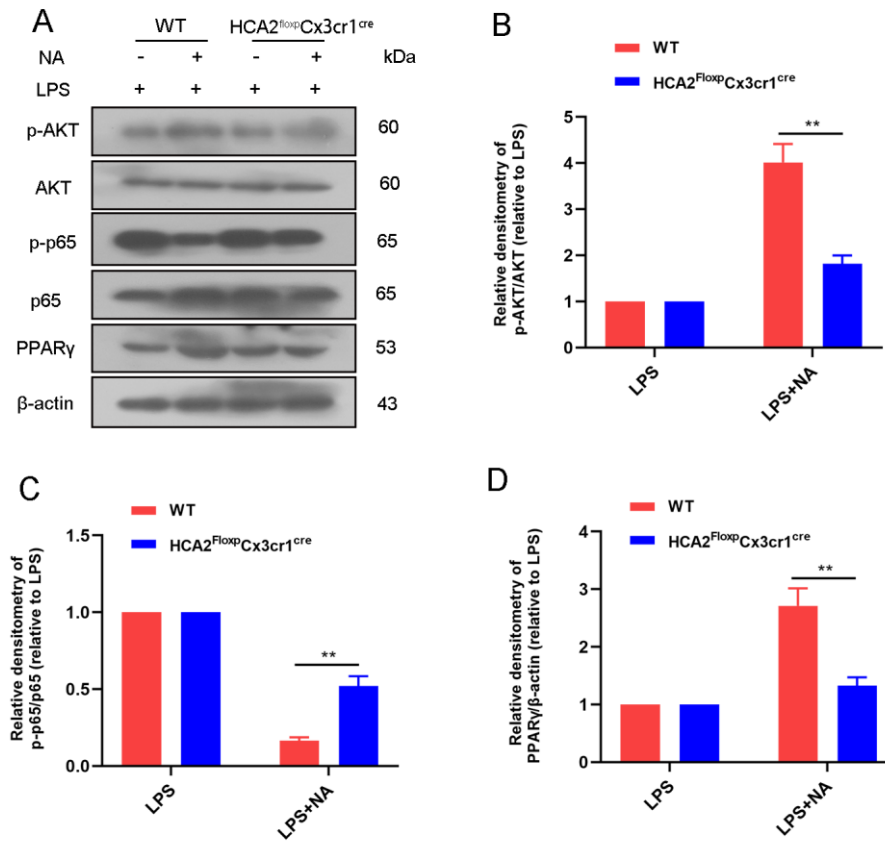 A
WT HCA2floxpCx3cr1cre
NA - + - + kDa
LPS + + + +
p-AKT 60
AKT 60
p-p65 65
p65 65
PPARγ 53
β-actin 43
B
WT
HCA2FloxpCx3cr1cre
Relative densitometry of
p-AKT/AKT (relative to LPS)
5
4
3
2
1
0
**
LPS
LPS+NA
C
WT
HCA2FloxpCx3cr1cre
Relative densitometry of
p-p65/p65 (relative to LPS)
1.5
1.0
0.5
0.0
**
LPS
LPS+NA
D
WT
HCA2FloxpCx3cr1cre
Relative densitometry of
PPARγ/β-actin (relative to LPS)
4
3
2
1
0
**
LPS
LPS+NA